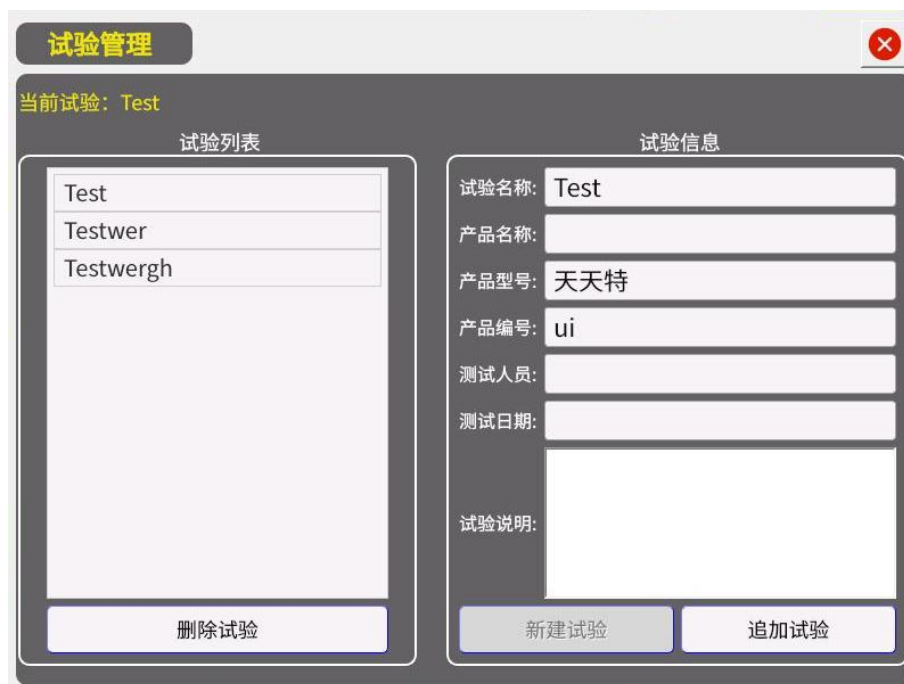 试验管理
当前试验：Test
试验列表
Test
Testwer
Testwergh
删除试验
试验信息
试验名称: Test
产品名称:
产品型号: 天天特
产品编号: ui
测试人员:
测试日期:
试验说明:
新建试验 追加试验